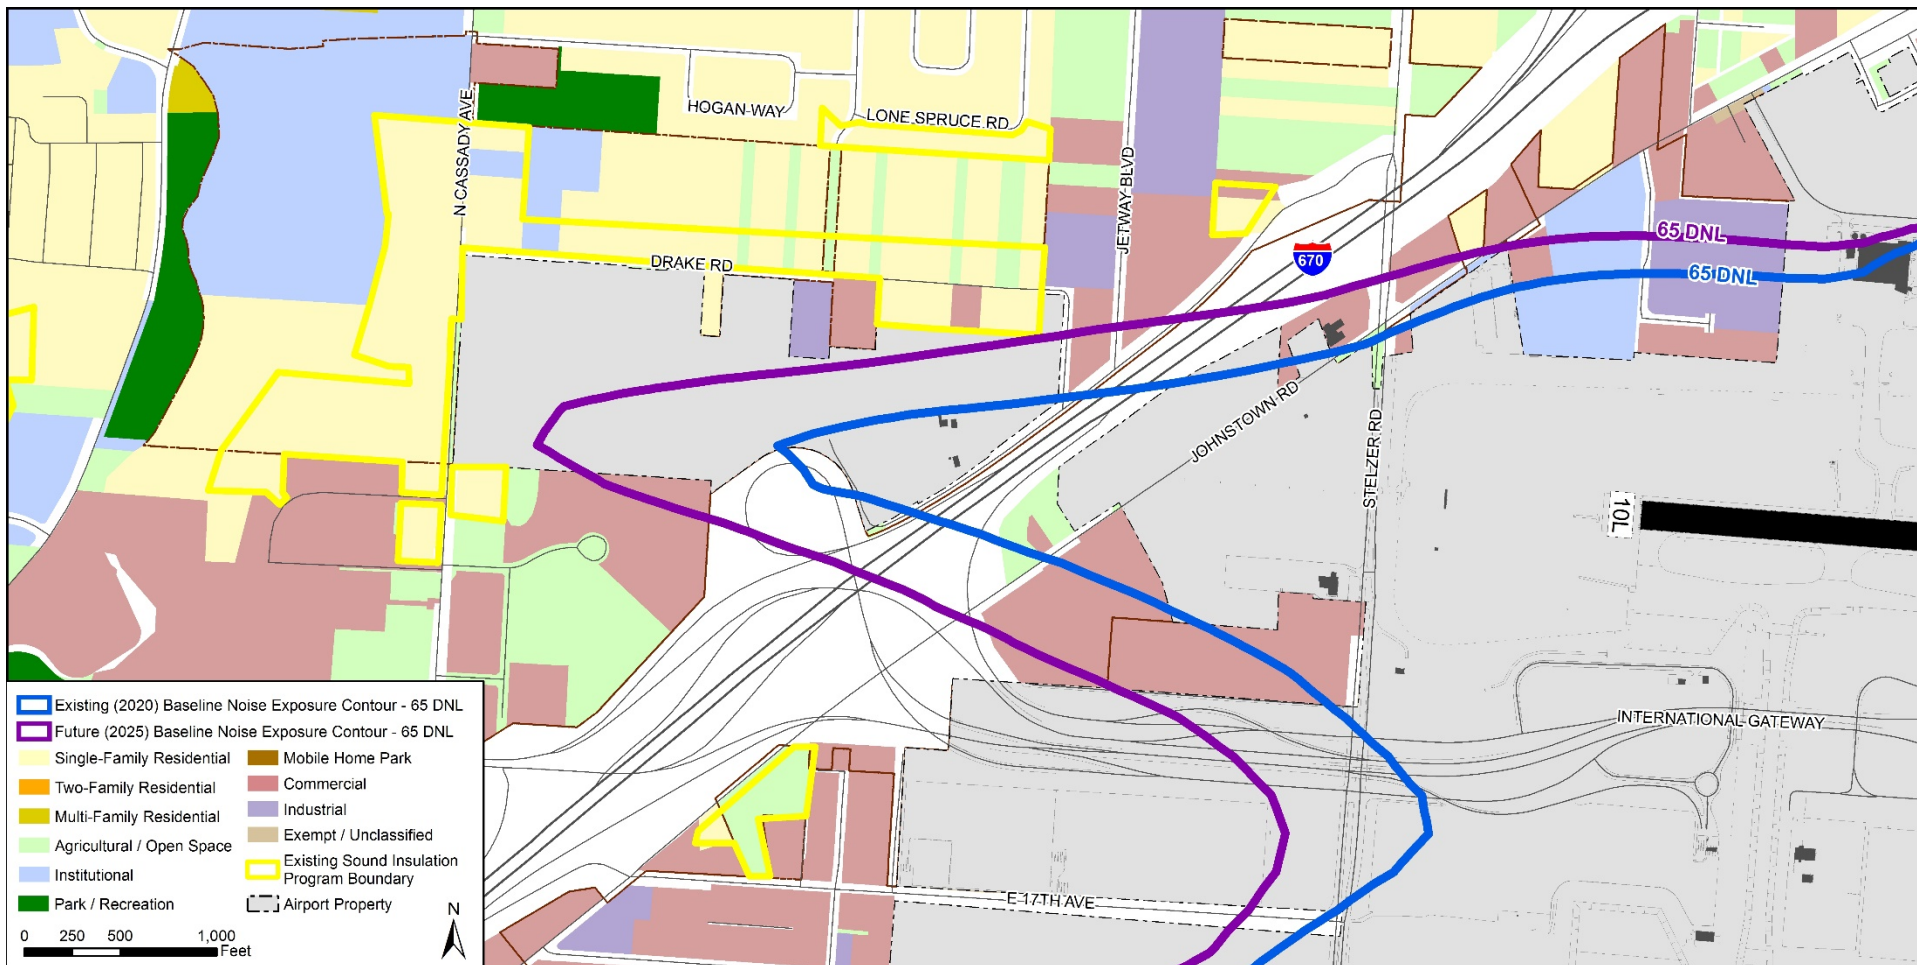 HOGAN WAY
LONE SPRUCE RD
N CASSADY AVE
JETWAY BLVD
DRAKE RD
670
65 DNL
65 DNL
JOHNSTOWN RD
STELZER RD
10L
INTERNATIONAL GATEWAY
E 17TH AVE
Existing (2020) Baseline Noise Exposure Contour - 65 DNL
Future (2025) Baseline Noise Exposure Contour - 65 DNL
Single-Family Residential
Two-Family Residential
Multi-Family Residential
Agricultural / Open Space
Institutional
Park / Recreation
Mobile Home Park
Commercial
Industrial
Exempt / Unclassified
Existing Sound Insulation
Program Boundary
Airport Property
N
0 250 500 1,000
Feet